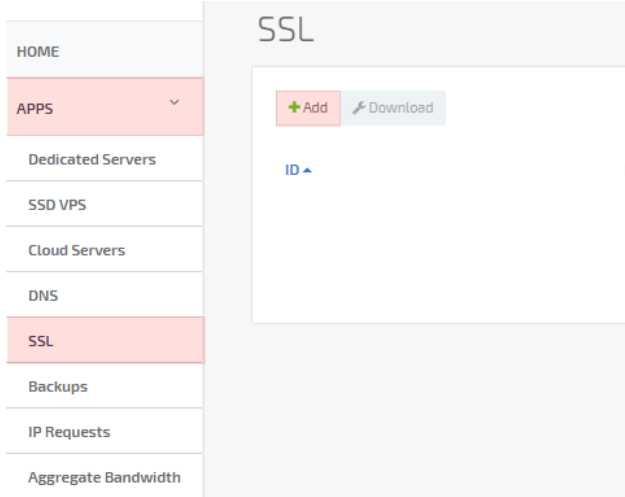 SSL
HOME
APPS
Dedicated Servers
SSD VPS
Cloud Servers
DNS
SSL
Backups
IP Requests
Aggregate Bandwidth
Add Download
ID